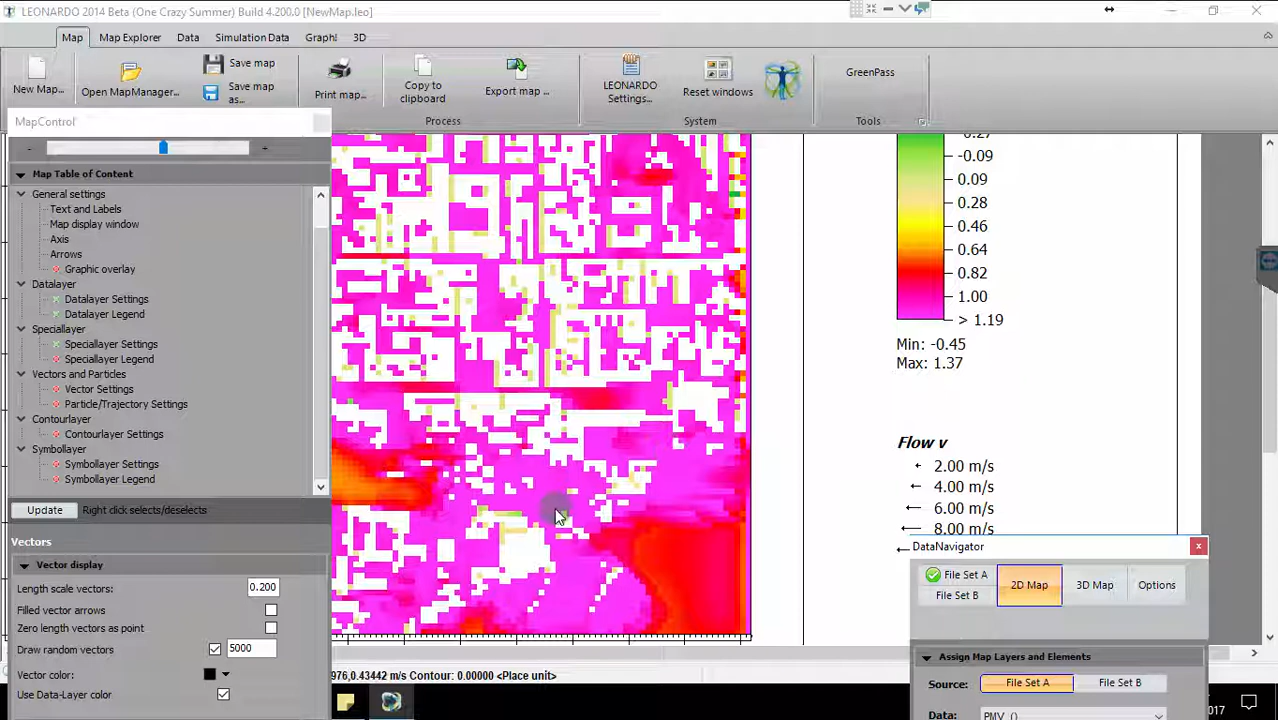 LEONARDO 2014 Beta (One Crazy Summer) Build 4.200.0 [NewMap.leo]
Map Map Explorer Data Simulation Data Graph! 3D
New Map... Open MapManager... Save map Save map as... Print map... Copy to clipboard Export map ... LEONARDO Settings... Reset windows GreenPass
Process System Tools
MapControl
- +
Map Table of Content
General settings
Text and Labels
Map display window
Axis
Arrows
Graphic overlay
Datalayer
Datalayer Settings
Datalayer Legend
Speciallayer
Speciallayer Settings
Speciallayer Legend
Vectors and Particles
Vector Settings
Particle/Trajectory Settings
Contourlayer
Contourlayer Settings
Symbollayer
Symbollayer Settings
Symbollayer Legend
Update Right click selects/deselects
Vectors
Vector display
Length scale vectors: 0.200
Filled vector arrows
Zero length vectors as point
Draw random vectors 5000
Vector color:
Use Data-Layer color
-0.27
-0.09
0.09
0.28
0.46
0.64
0.82
1.00
> 1.19
Min: -0.45
Max: 1.37
Flow v
2.00 m/s
4.00 m/s
6.00 m/s
8.00 m/s
DataNavigator x
File Set A
File Set B
2D Map 3D Map Options
Assign Map Layers and Elements
Source: File Set A File Set B
Data: PMV ()
976,0.43442 m/s Contour: 0.00000 <Place unit>
2017